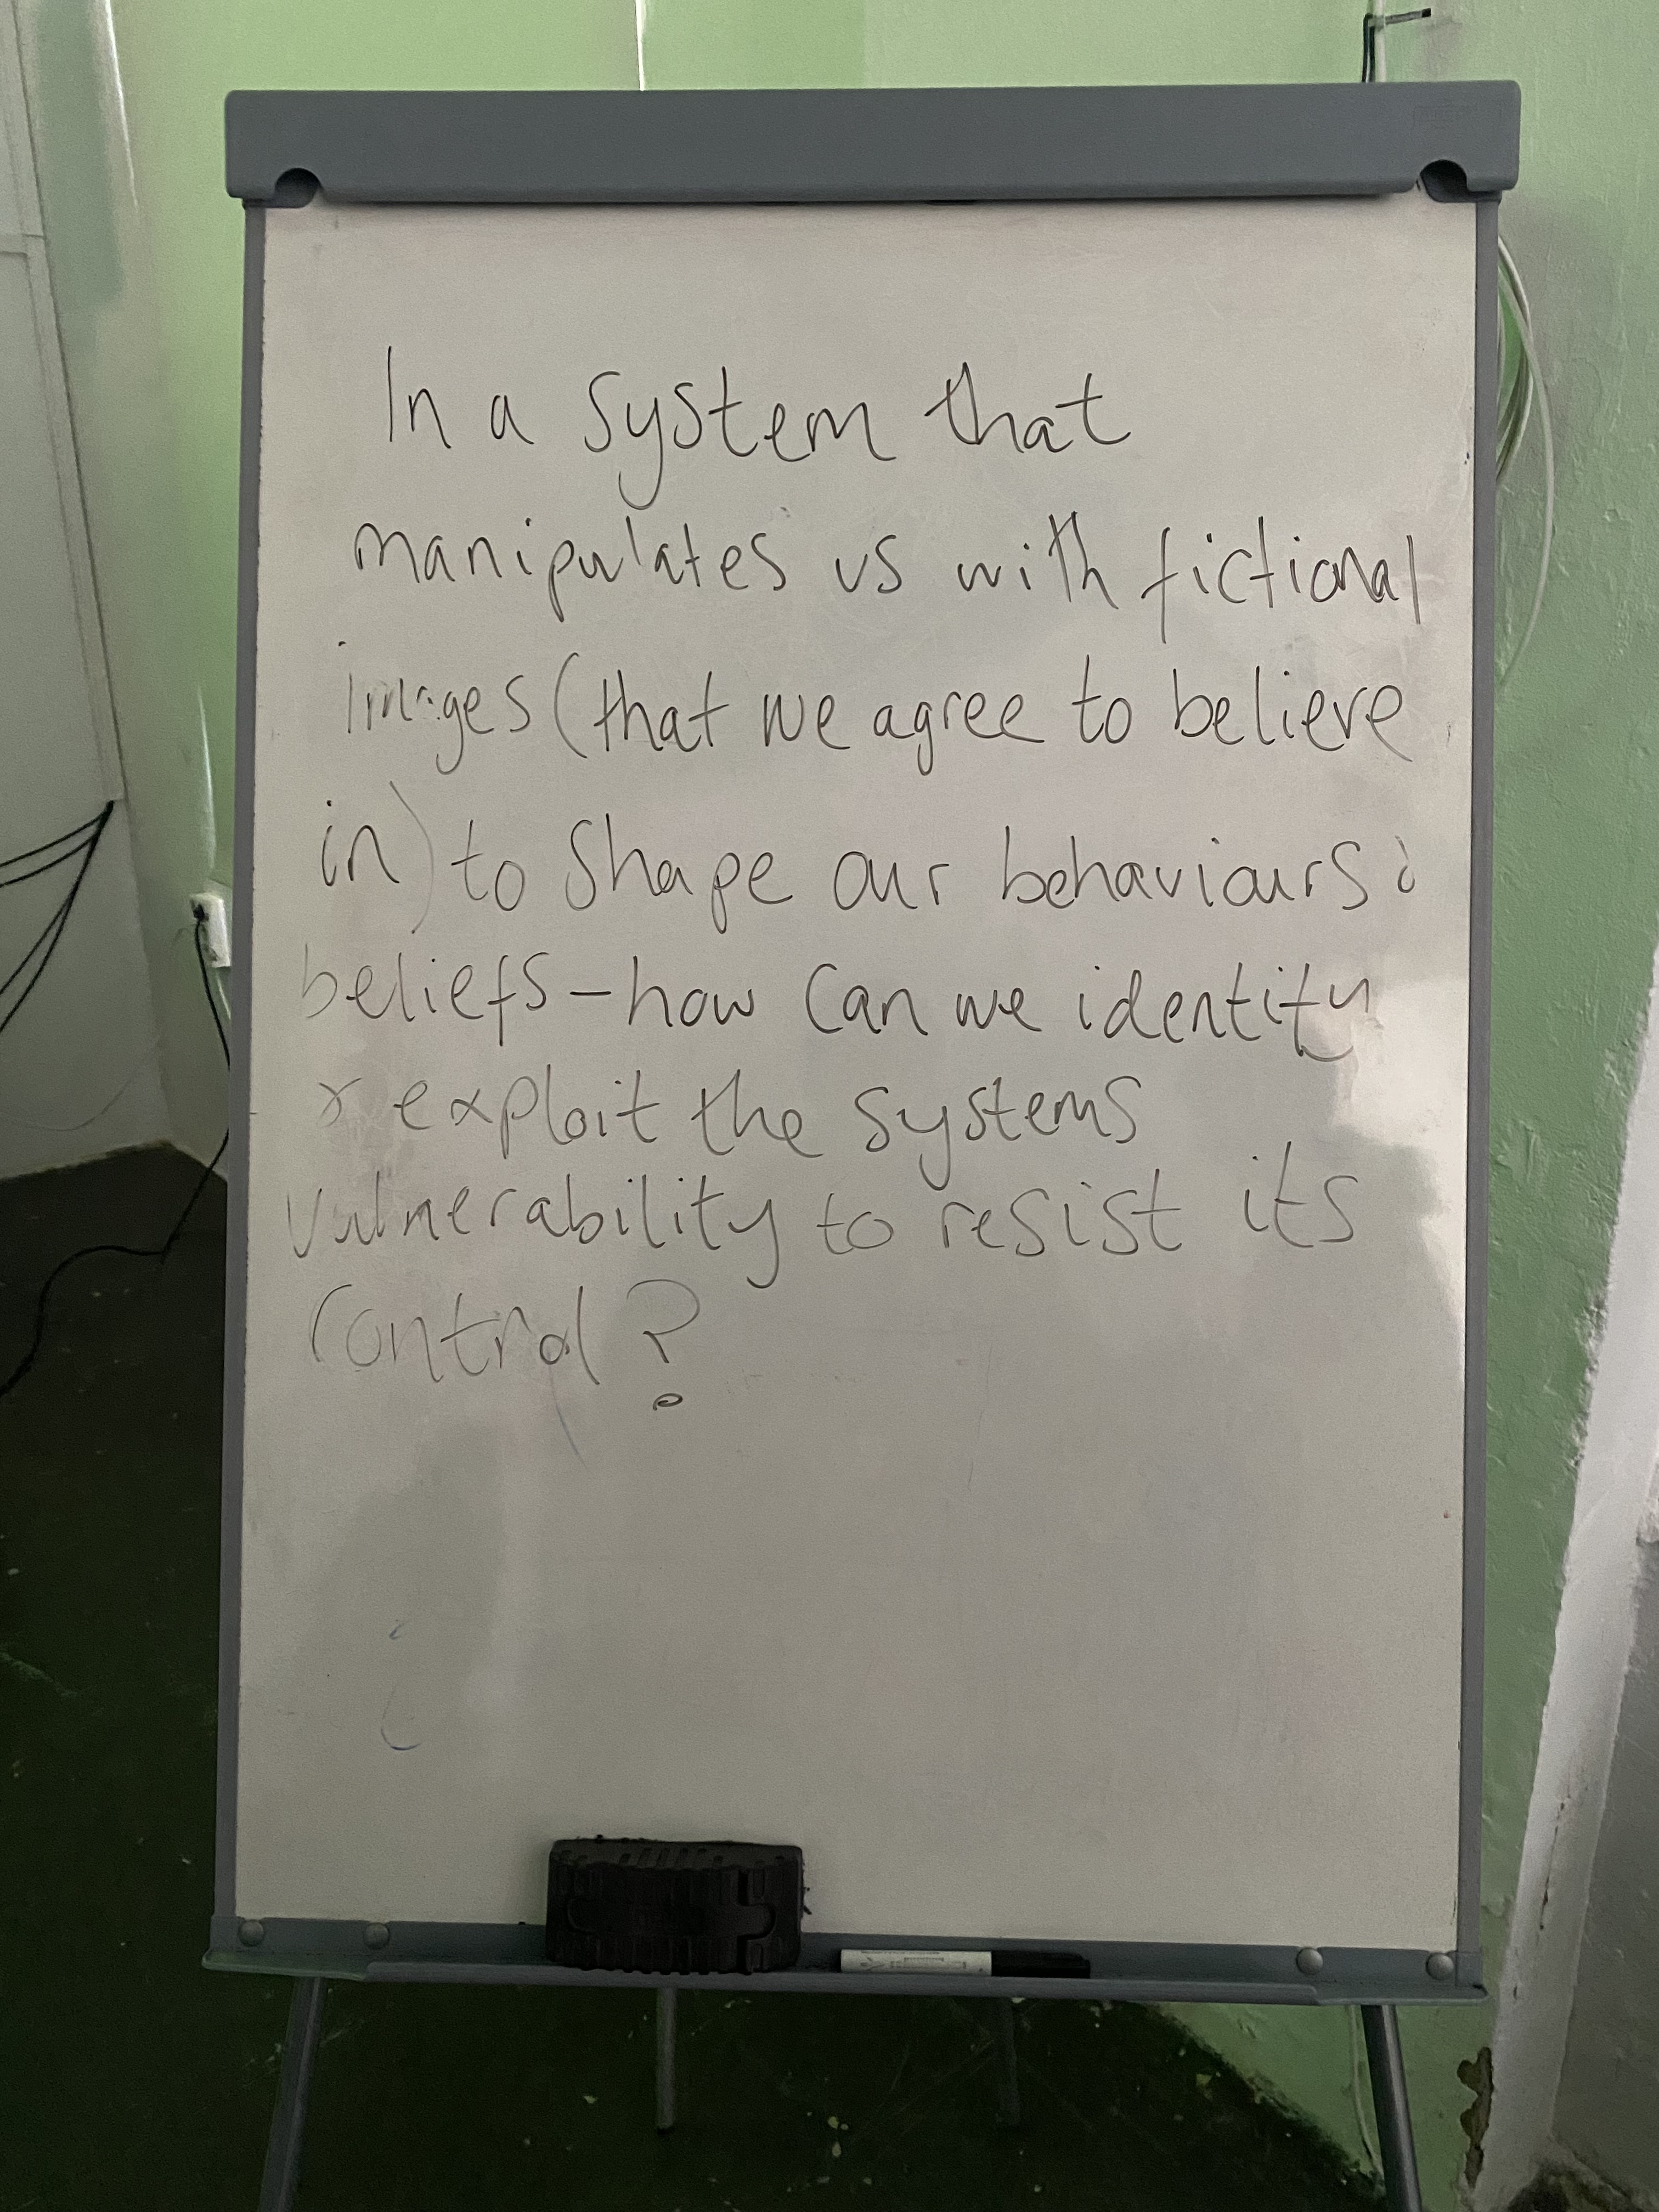 In a system that
manipulates us with fictional
images (that we agree to believe
in) to shape our behaviours &
beliefs – how can we identify
& exploit the systems
vulnerability to resist its
control?